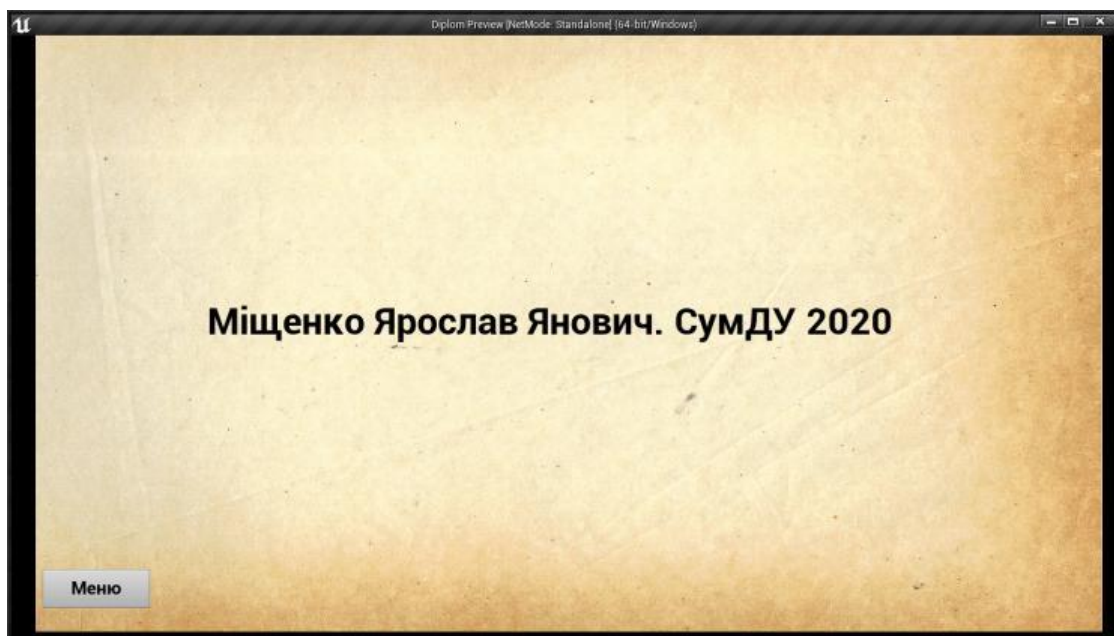 Diplom Preview [NetMode: Standalone] (64-bit/Windows)
Міщенко Ярослав Янович. СумДУ 2020
Меню